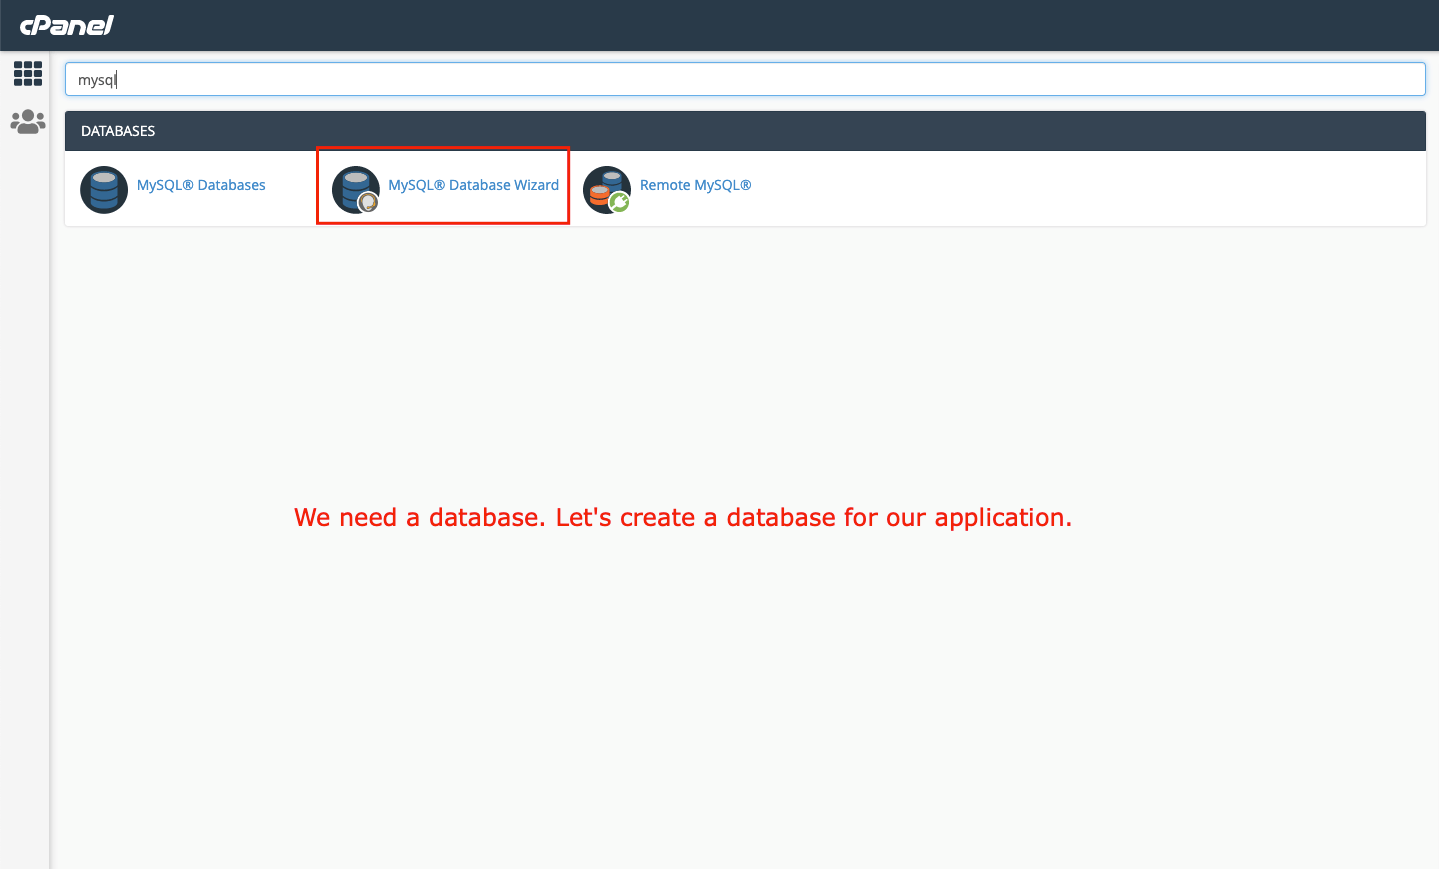 cPanel
mysql
DATABASES
MySQL® Databases
MySQL® Database Wizard
Remote MySQL®
We need a database. Let's create a database for our application.